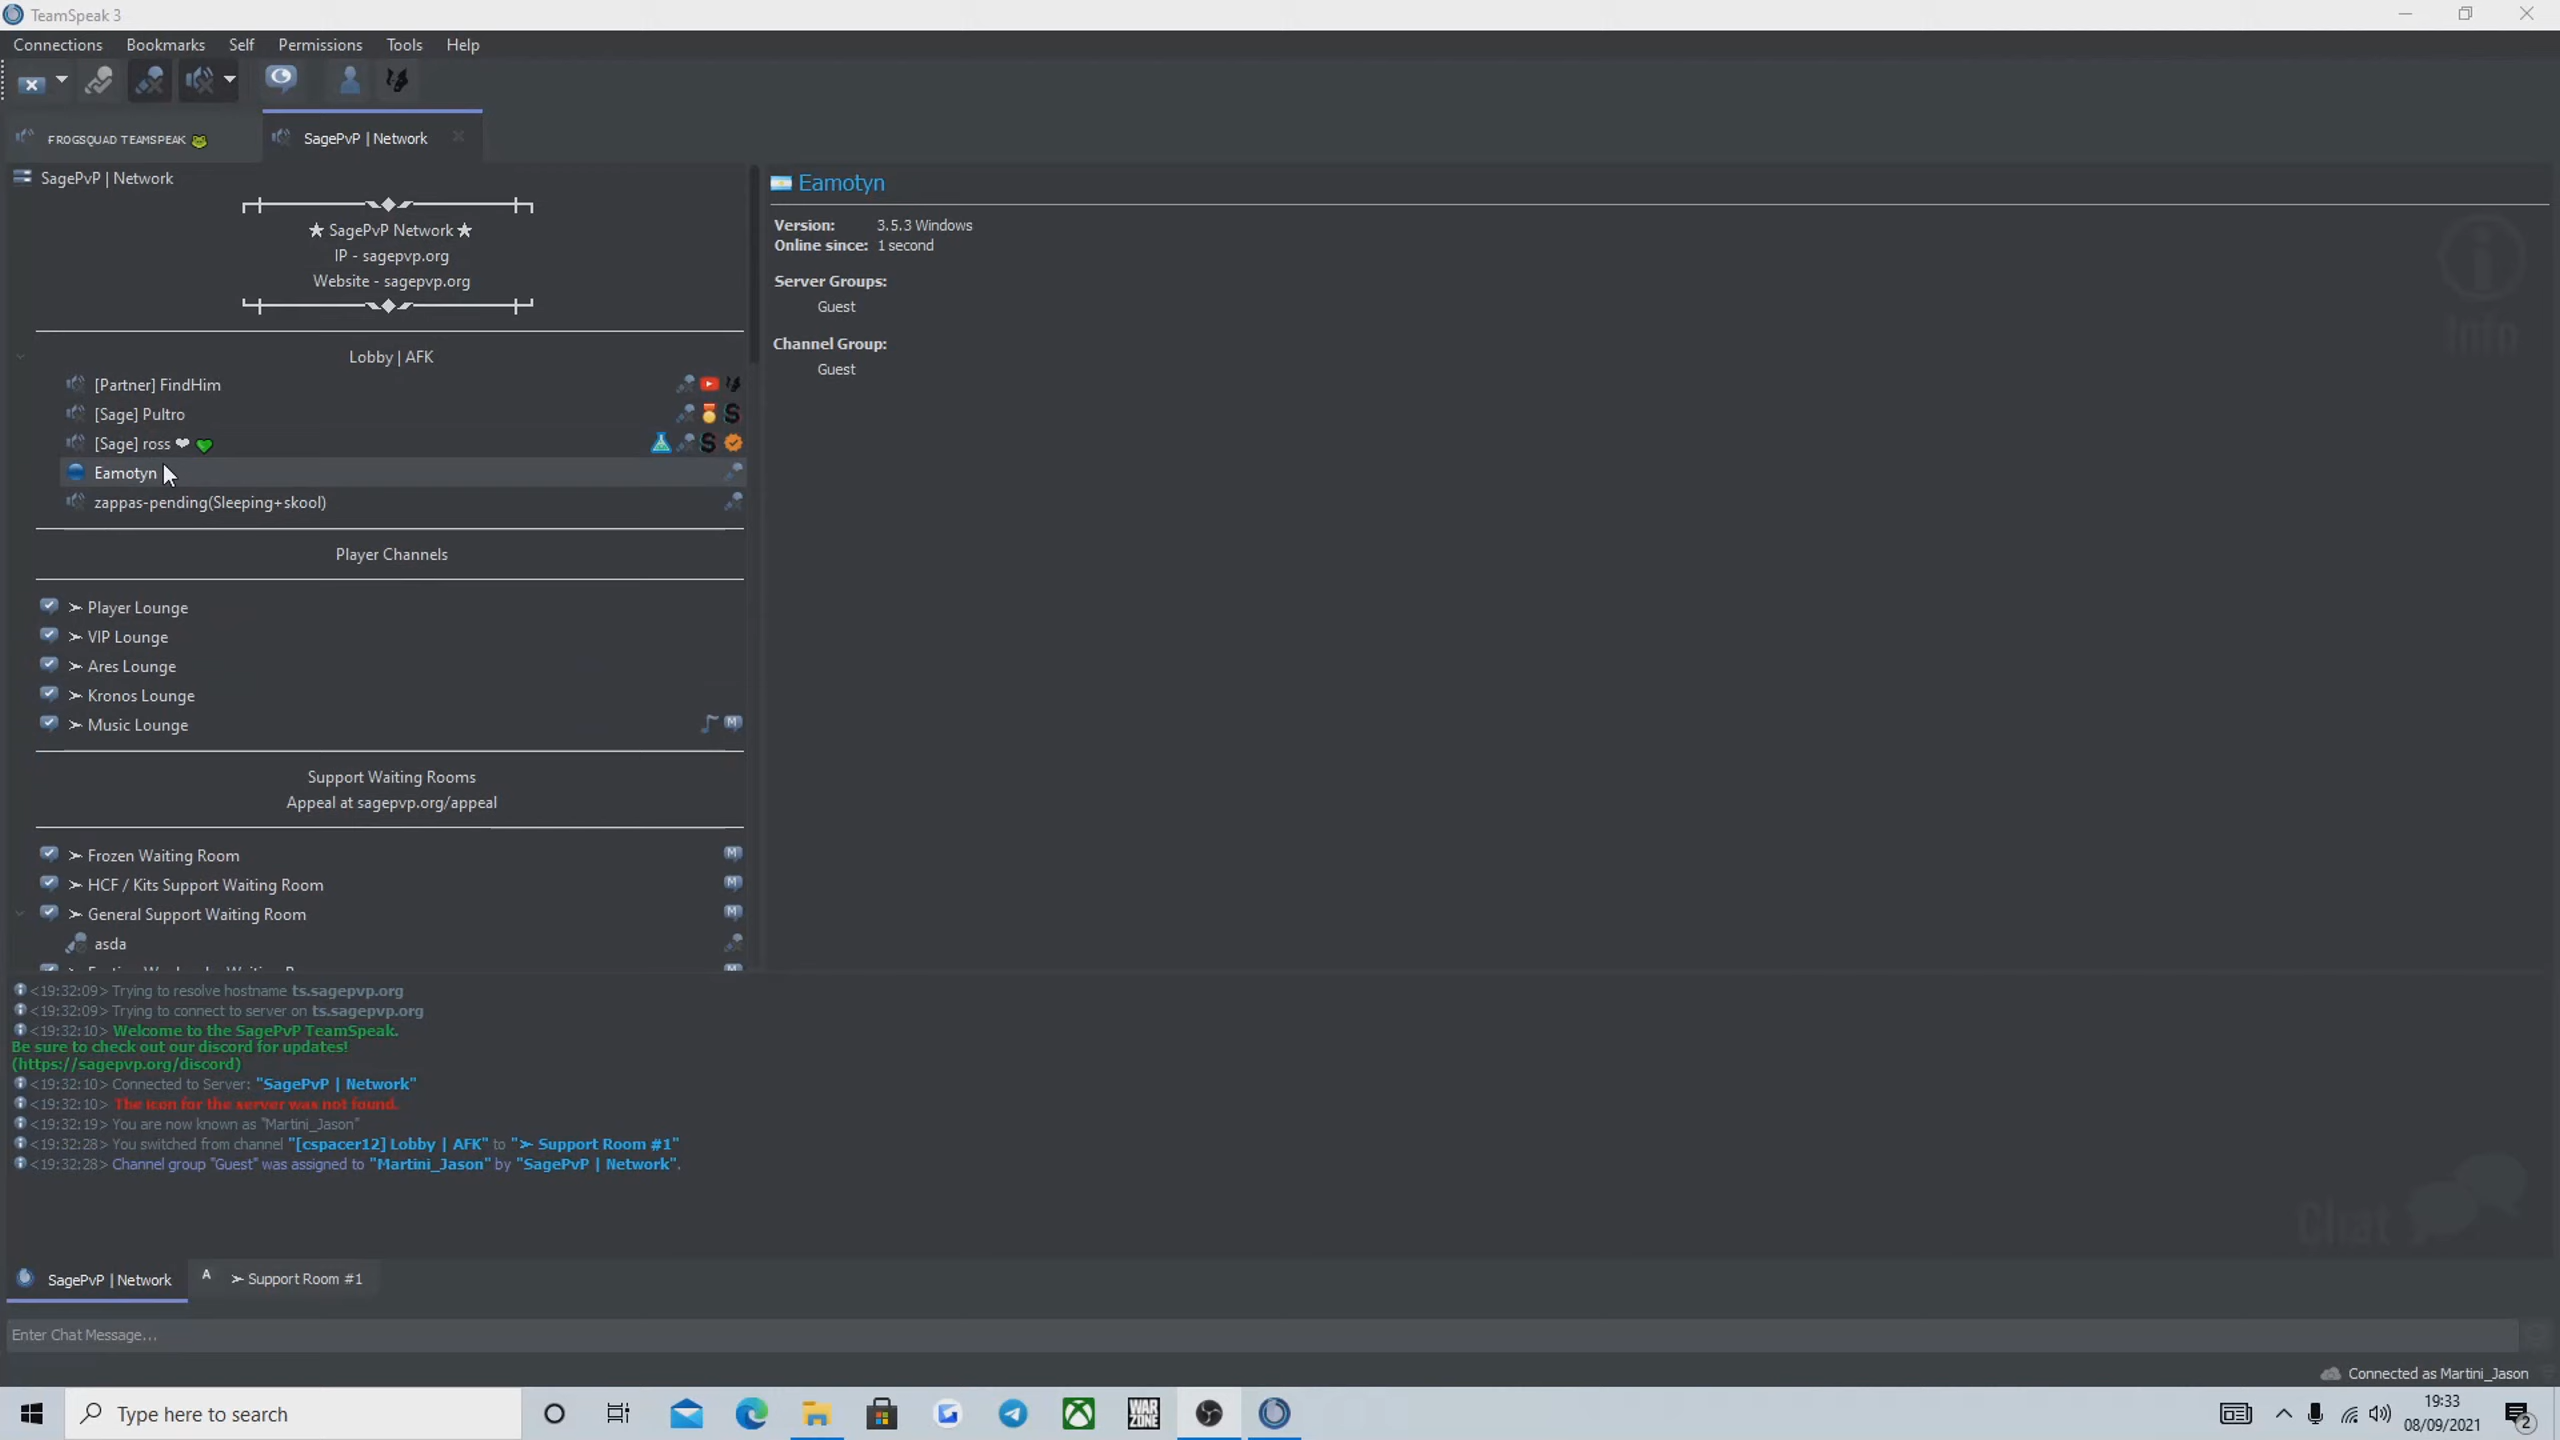 TeamSpeak 3
Connections Bookmarks Self Permissions Tools Help
FROGSQUAD TEAMSPEAK 🐸
SagePvP | Network
SagePvP | Network
★ SagePvP Network ★
IP - sagepvp.org
Website - sagepvp.org
Lobby | AFK
[Partner] FindHim
[Sage] Pultro
[Sage] ross ❤ 💚
Eamotyn
zappas-pending(Sleeping+skool)
Player Channels
➣ Player Lounge
➣ VIP Lounge
➣ Ares Lounge
➣ Kronos Lounge
➣ Music Lounge
Support Waiting Rooms
Appeal at sagepvp.org/appeal
➣ Frozen Waiting Room
➣ HCF / Kits Support Waiting Room
➣ General Support Waiting Room
asda
Eamotyn
Version: 3.5.3 Windows
Online since: 1 second
Server Groups:
Guest
Channel Group:
Guest
Info
<19:32:09> Trying to resolve hostname ts.sagepvp.org
<19:32:09> Trying to connect to server on ts.sagepvp.org
<19:32:10> Welcome to the SagePvP TeamSpeak.
Be sure to check out our discord for updates!
(https://sagepvp.org/discord)
<19:32:10> Connected to Server: "SagePvP | Network"
<19:32:10> The icon for the server was not found.
<19:32:19> You are now known as "Martini_Jason"
<19:32:28> You switched from channel "[cspacer12] Lobby | AFK" to "➣ Support Room #1"
<19:32:28> Channel group "Guest" was assigned to "Martini_Jason" by "SagePvP | Network".
Chat
SagePvP | Network
A ➣ Support Room #1
Enter Chat Message...
Connected as Martini_Jason
Type here to search
WAR
ZONE
19:33
08/09/2021
2